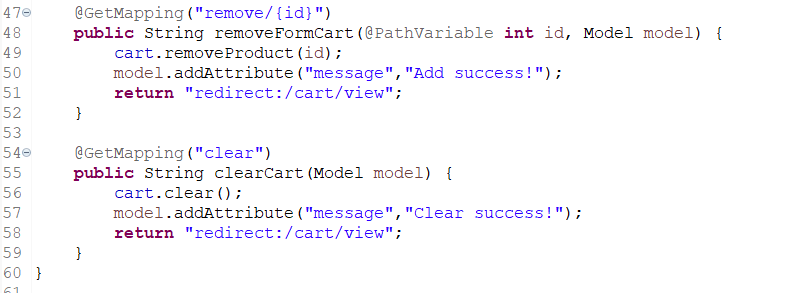 47 @GetMapping("remove/{id}")
48 public String removeFormCart(@PathVariable int id, Model model) {
49 cart.removeProduct(id);
50 model.addAttribute("message","Add success!");
51 return "redirect:/cart/view";
52 }
53
54 @GetMapping("clear")
55 public String clearCart(Model model) {
56 cart.clear();
57 model.addAttribute("message","Clear success!");
58 return "redirect:/cart/view";
59 }
60 }
61